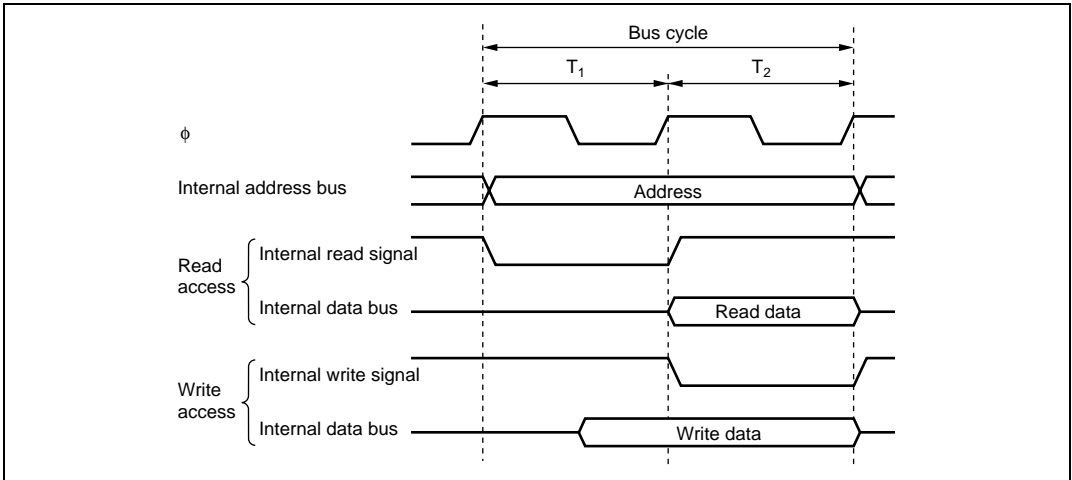 Bus cycle
T₁ T₂
ϕ
Internal address bus Address
Read access Internal read signal
Internal data bus Read data
Write access Internal write signal
Internal data bus Write data